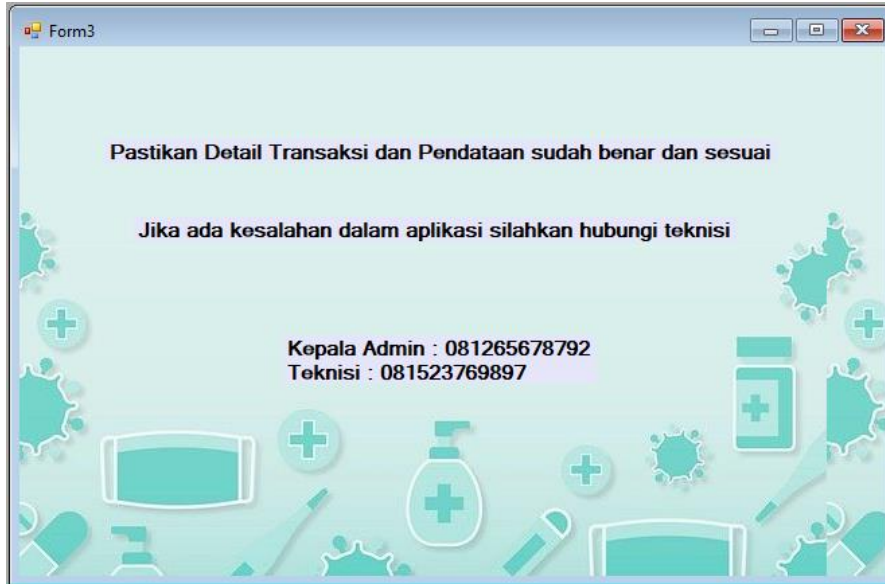 Form3
Pastikan Detail Transaksi dan Pendataan sudah benar dan sesuai
Jika ada kesalahan dalam aplikasi silahkan hubungi teknisi
Kepala Admin : 081265678792
Teknisi : 081523769897